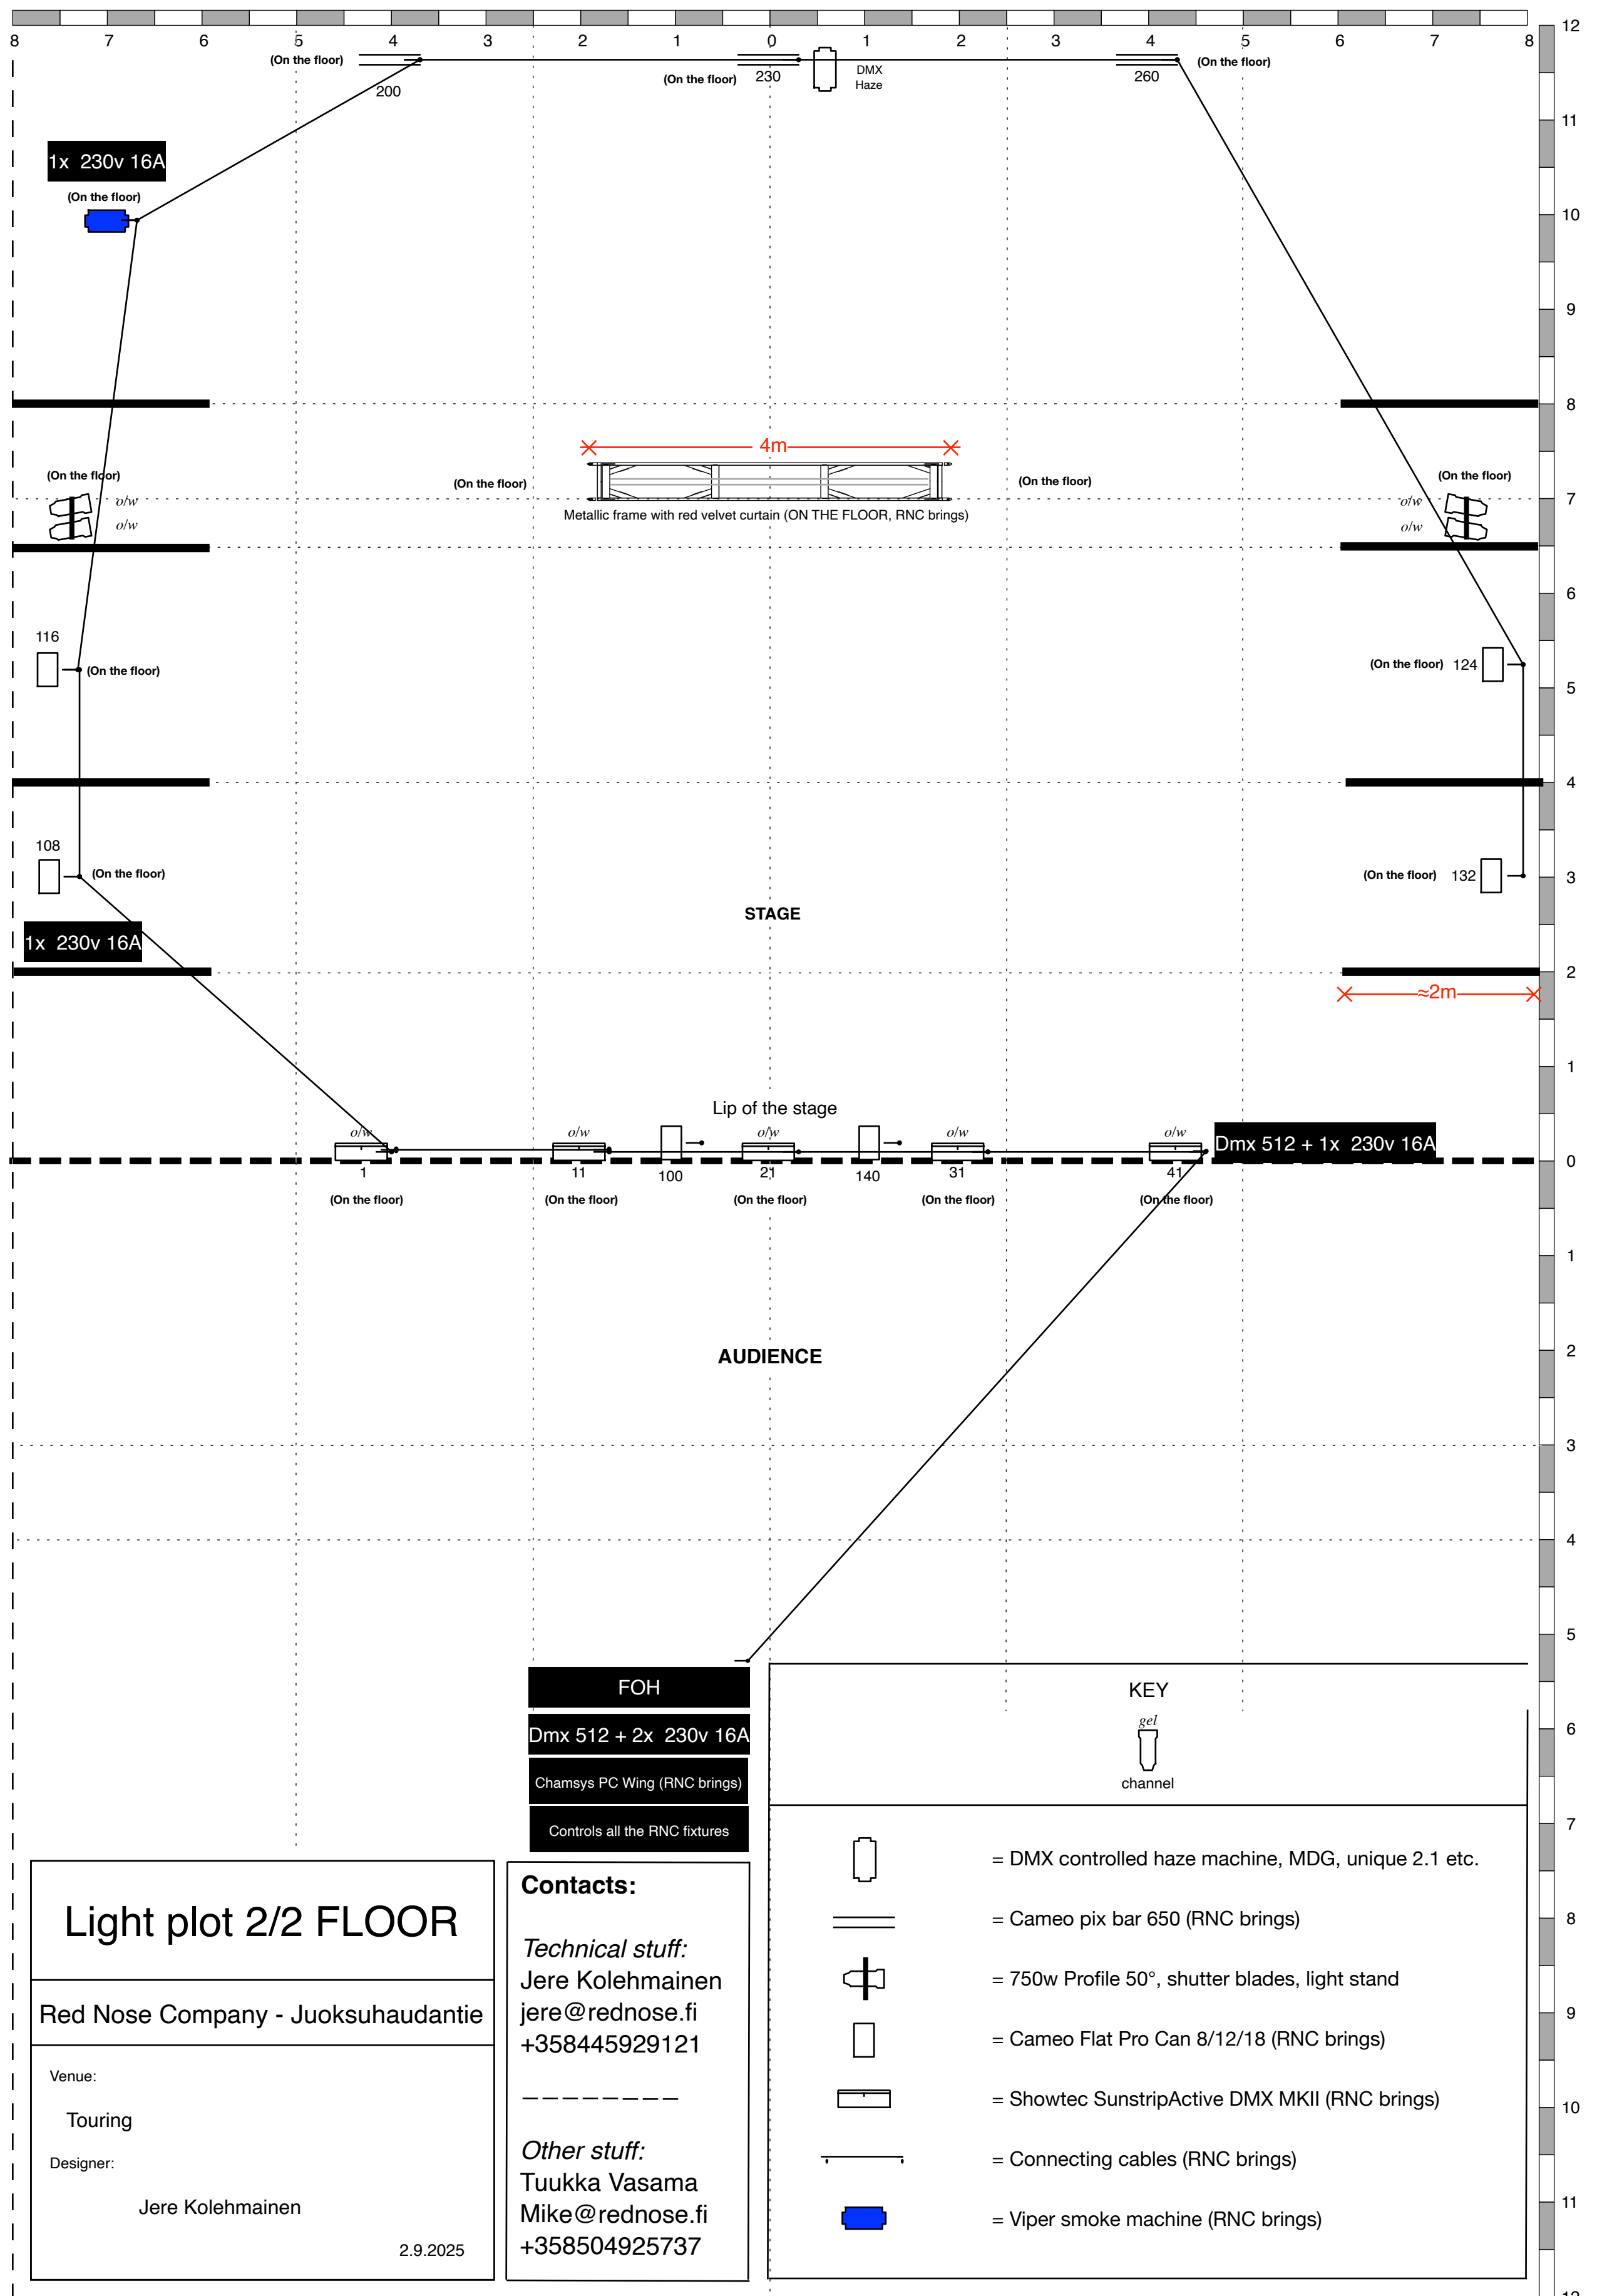 8 7 6 5 4 3 2 1 0 1 2 3 4 5 6 7 8
12
(On the floor) (On the floor) 230 DMX 260 (On the floor)
200 Haze
11
1x 230v 16A
(On the floor)
10
9
8
4m
(On the floor) (On the floor) (On the floor) (On the floor)
o/w o/w 7
Metallic frame with red velvet curtain (ON THE FLOOR, RNC brings)
o/w o/w
6
116
(On the floor) (On the floor) 124
5
4
108
(On the floor) (On the floor) 132 3
STAGE
1x 230v 16A
2
≈2m
1
Lip of the stage
o/w o/w o/w o/w o/w Dmx 512 + 1x 230v 16A
0
1 11 100 21 140 31 41
(On the floor) (On the floor) (On the floor) (On the floor) (On the floor)
1
AUDIENCE 2
3
4
5
FOH
Dmx 512 + 2x 230v 16A
Chamsys PC Wing (RNC brings)
Controls all the RNC fixtures
KEY
gel
channel
6
7
= DMX controlled haze machine, MDG, unique 2.1 etc.
= Cameo pix bar 650 (RNC brings)
8
= 750w Profile 50°, shutter blades, light stand
9
= Cameo Flat Pro Can 8/12/18 (RNC brings)
= Showtec SunstripActive DMX MKII (RNC brings)
10
= Connecting cables (RNC brings)
11
= Viper smoke machine (RNC brings)
Light plot 2/2 FLOOR
Red Nose Company - Juoksuhaudantie
Venue:
Touring
Designer:
Jere Kolehmainen
2.9.2025
Contacts:
Technical stuff:
Jere Kolehmainen
jere@rednose.fi
+358445929121
Other stuff:
Tuukka Vasama
Mike@rednose.fi
+358504925737